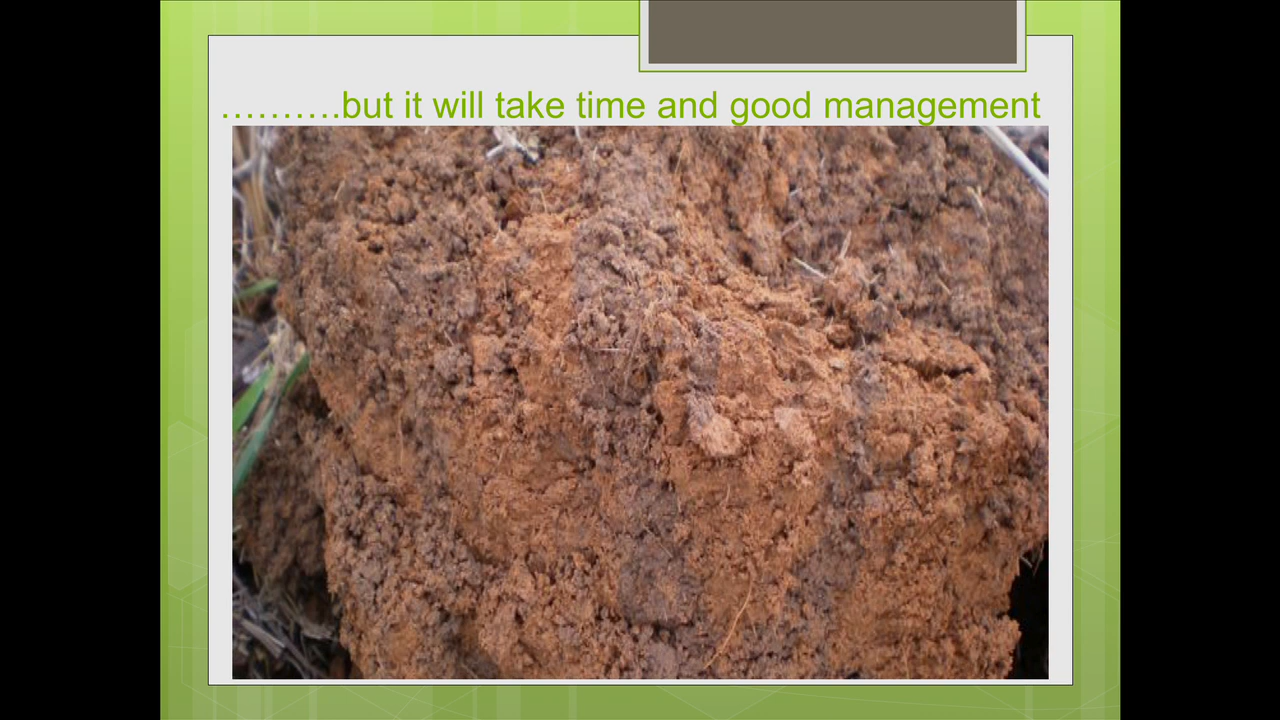 ……….but it will take time and good management